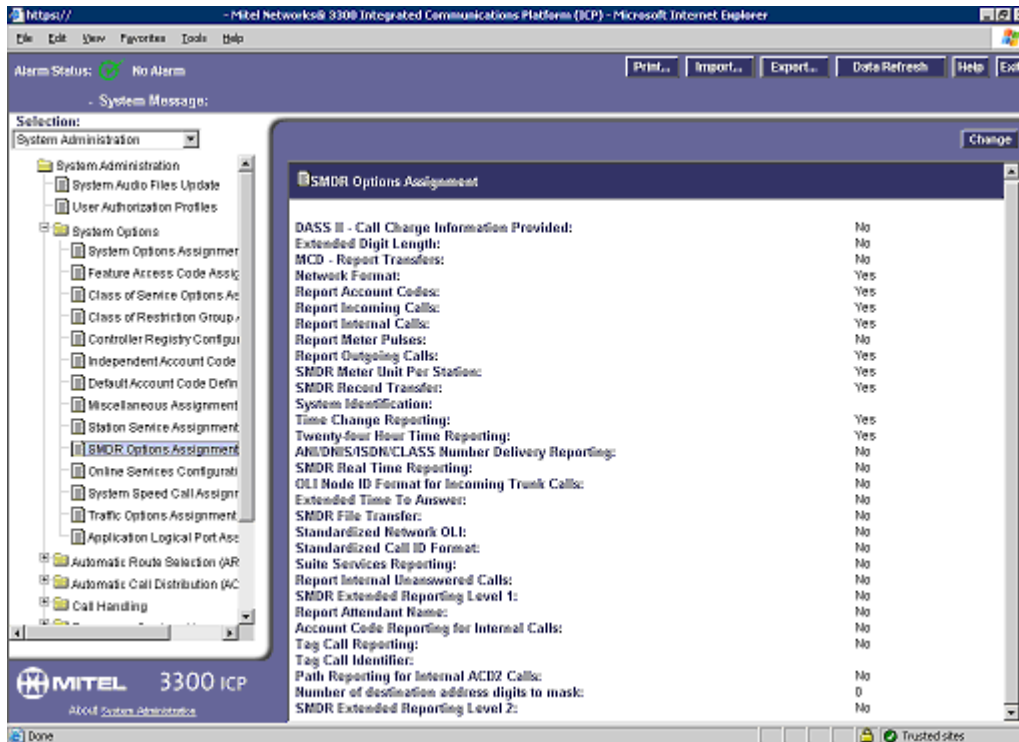 https://
- Mitel Networks® 3300 Integrated Communications Platform (ICP) - Microsoft Internet Explorer
File Edit View Favorites Tools Help
Alarm Status: No Alarm
Print... Import... Export... Data Refresh Help Exit
- System Message:
Selection:
System Administration
Change
System Administration
System Audio Files Update
User Authorization Profiles
System Options
System Options Assignmen
Feature Access Code Assig
Class of Service Options As
Class of Restriction Group
Controller Registry Configu
Independent Account Code
Default Account Code Defin
Miscellaneous Assignment
Station Service Assignment
SMDR Options Assignment
Online Services Configurati
System Speed Call Assignr
Traffic Options Assignment
Application Logical Port Ass
Automatic Route Selection (AR
Automatic Call Distribution (AC
Call Handling
SMDR Options Assignment
DASS II - Call Charge Information Provided: No
Extended Digit Length: No
MCD - Report Transfers: No
Network Format: Yes
Report Account Codes: Yes
Report Incoming Calls: Yes
Report Internal Calls: Yes
Report Meter Pulses: No
Report Outgoing Calls: Yes
SMDR Meter Unit Per Station: Yes
SMDR Record Transfer: Yes
System Identification:
Time Change Reporting: Yes
Twenty-four Hour Time Reporting: Yes
ANI/DNIS/ISDN/CLASS Number Delivery Reporting: No
SMDR Real Time Reporting: No
OLI Node ID Format for Incoming Trunk Calls: No
Extended Time To Answer: No
SMDR File Transfer: No
Standardized Network OLI: No
Standardized Call ID Format: No
Suite Services Reporting: No
Report Internal Unanswered Calls: No
SMDR Extended Reporting Level 1: No
Report Attendant Name: No
Account Code Reporting for Internal Calls: No
Tag Call Reporting: No
Tag Call Identifier:
Path Reporting for Internal ACD2 Calls: No
Number of destination address digits to mask: 0
SMDR Extended Reporting Level 2: No
MITEL 3300 ICP
About System Administration
Done
Trusted sites